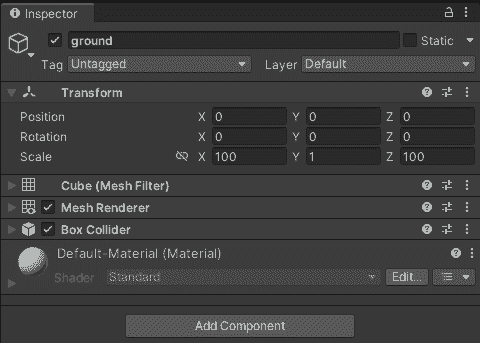 Inspector
ground Static
Tag Untagged Layer Default
Transform
Position X 0 Y 0 Z 0
Rotation X 0 Y 0 Z 0
Scale X 100 Y 1 Z 100
Cube (Mesh Filter)
Mesh Renderer
Box Collider
Default-Material (Material)
Shader Standard Edit...
Add Component